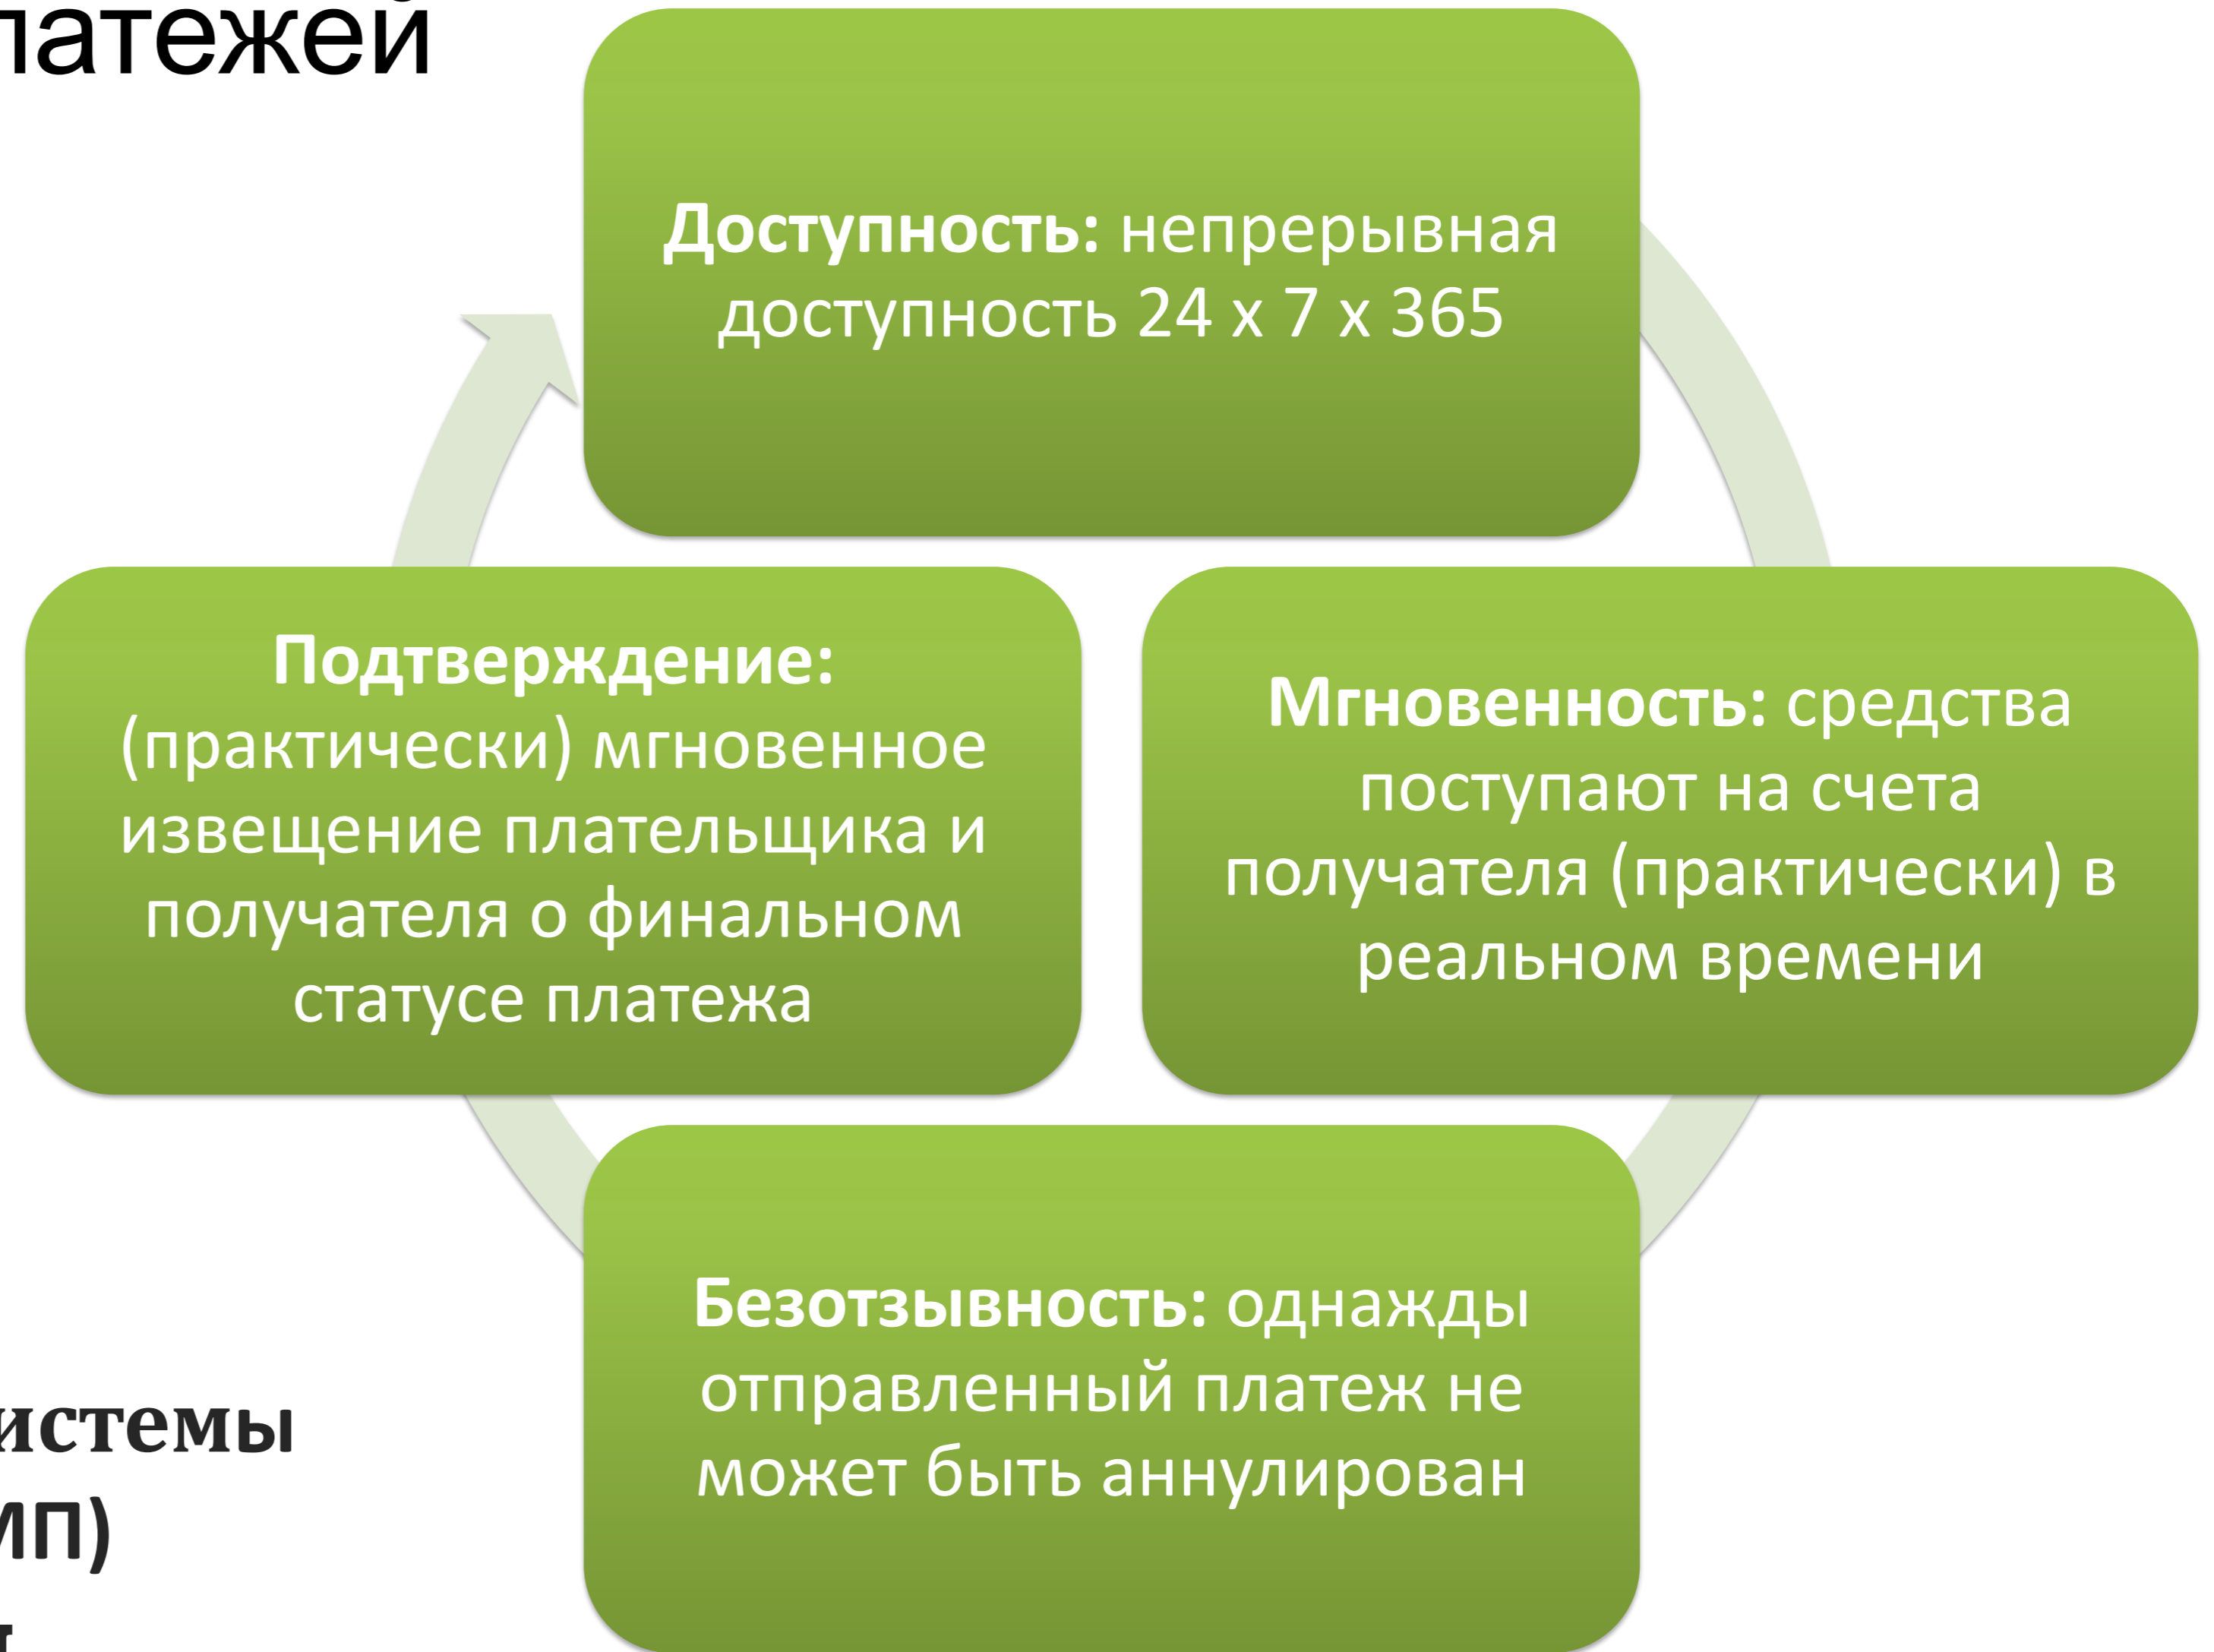 латежей
Доступность: непрерывная
доступность 24 x 7 x 365
Подтверждение:
(практически) мгновенное
извещение плательщика и
получателя о финальном
статусе платежа
Мгновенность: средства
поступают на счета
получателя (практически) в
реальном времени
Безотзывность: однажды
отправленный платеж не
может быть аннулирован
истемы
МП)